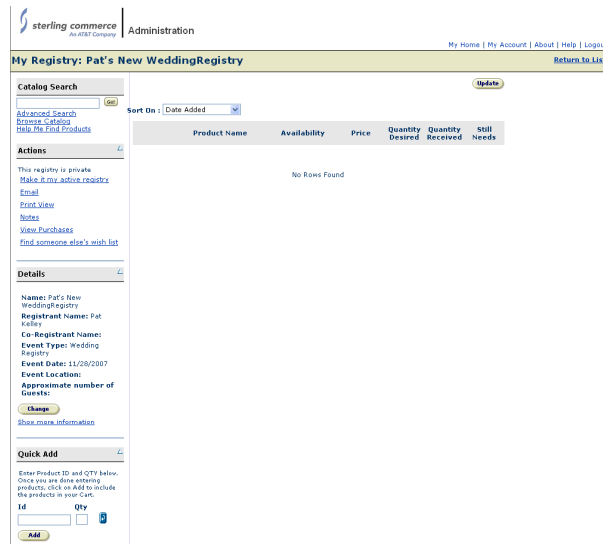 sterling commerce
An AT&T Company
Administration
My Home | My Account | About | Help | Logou
My Registry: Pat's New WeddingRegistry
Return to Lis
Catalog Search
Go!
Advanced Search
Browse Catalog
Help Me Find Products
Update
Sort On : Date Added
Product Name Availability Price Quantity Desired Quantity Received Still Needs
No Rows Found
Actions
This registry is private
Make it my active registry
Email
Print View
Notes
View Purchases
Find someone else's wish list
Details
Name: Pat's New
WeddingRegistry
Registrant Name: Pat
Kelley
Co-Registrant Name:
Event Type: Wedding
Registry
Event Date: 11/28/2007
Event Location:
Approximate number of
Guests:
Change
Show more information
Quick Add
Enter Product ID and QTY below.
Once you are done entering
products, click on Add to include
the products in your Cart.
Id Qty
Add